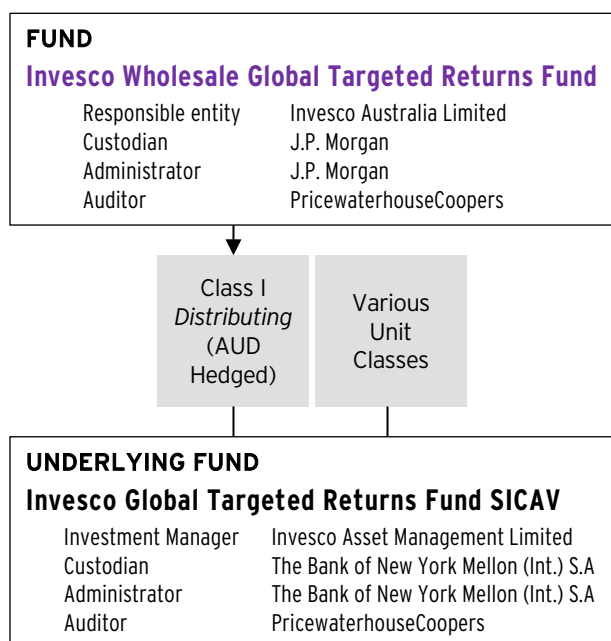 FUND
Invesco Wholesale Global Targeted Returns Fund
Responsible entity Invesco Australia Limited
Custodian J.P. Morgan
Administrator J.P. Morgan
Auditor PricewaterhouseCoopers
Class I
Distributing
(AUD
Hedged)
Various
Unit
Classes
UNDERLYING FUND
Invesco Global Targeted Returns Fund SICAV
Investment Manager Invesco Asset Management Limited
Custodian The Bank of New York Mellon (Int.) S.A
Administrator The Bank of New York Mellon (Int.) S.A
Auditor PricewaterhouseCoopers